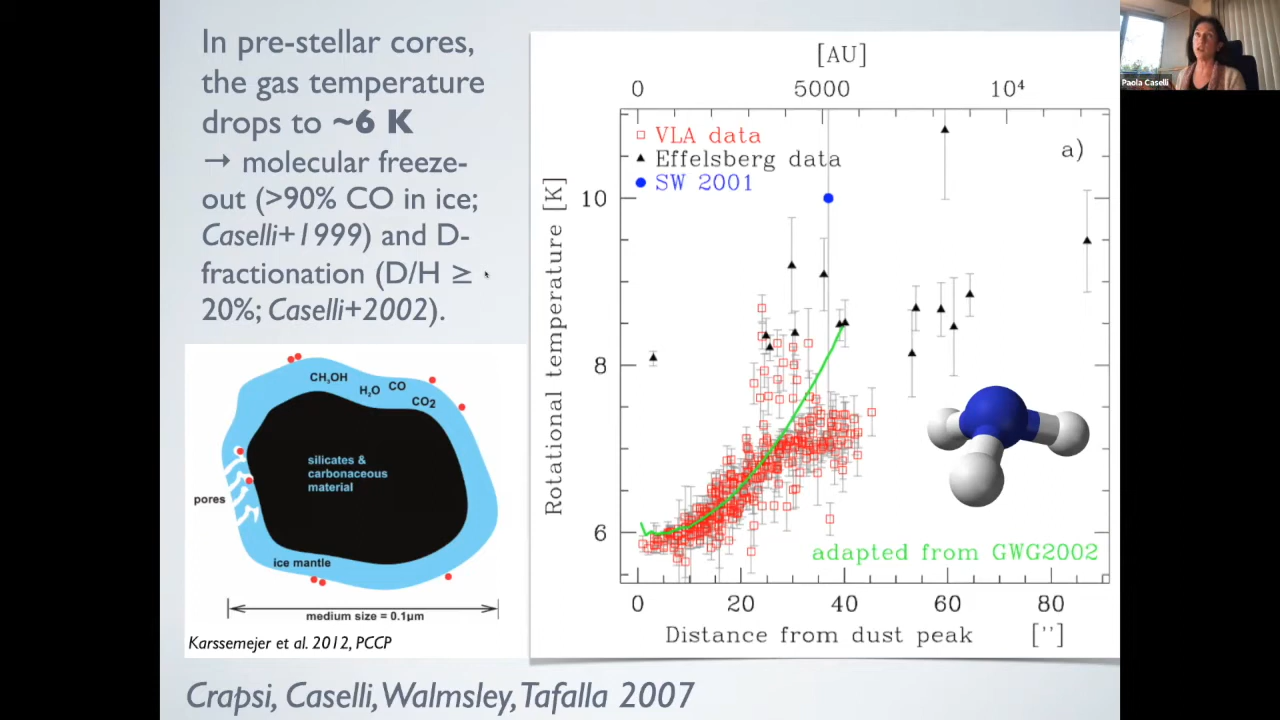 In pre-stellar cores,
the gas temperature
drops to ~6 K
→ molecular freeze-
out (>90% CO in ice;
Caselli+1999) and D-
fractionation (D/H ≥
20%; Caselli+2002).
CH₃OH
H₂O
CO
CO2
silicates &
carbonaceous
material
pores
ice mantle
medium size = 0.1µm
Karssemejer et al. 2012, PCCP
Crapsi, Caselli, Walmsley, Tafalla 2007
[AU]
0 5000 10⁴
VLA data
Effelsberg data
SW 2001
a)
Rotational temperature [K]
10
8
6
adapted from GWG2002
0 20 40 60 80
Distance from dust peak ['']
Paola Caselli